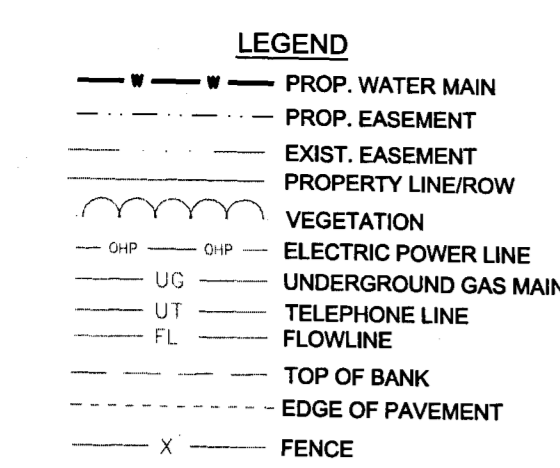 LEGEND
W W PROP. WATER MAIN
PROP. EASEMENT
EXIST. EASEMENT
PROPERTY LINE/ROW
VEGETATION
OHP OHP ELECTRIC POWER LINE
UG UNDERGROUND GAS MAIN
UT TELEPHONE LINE
FL FLOWLINE
TOP OF BANK
EDGE OF PAVEMENT
X FENCE